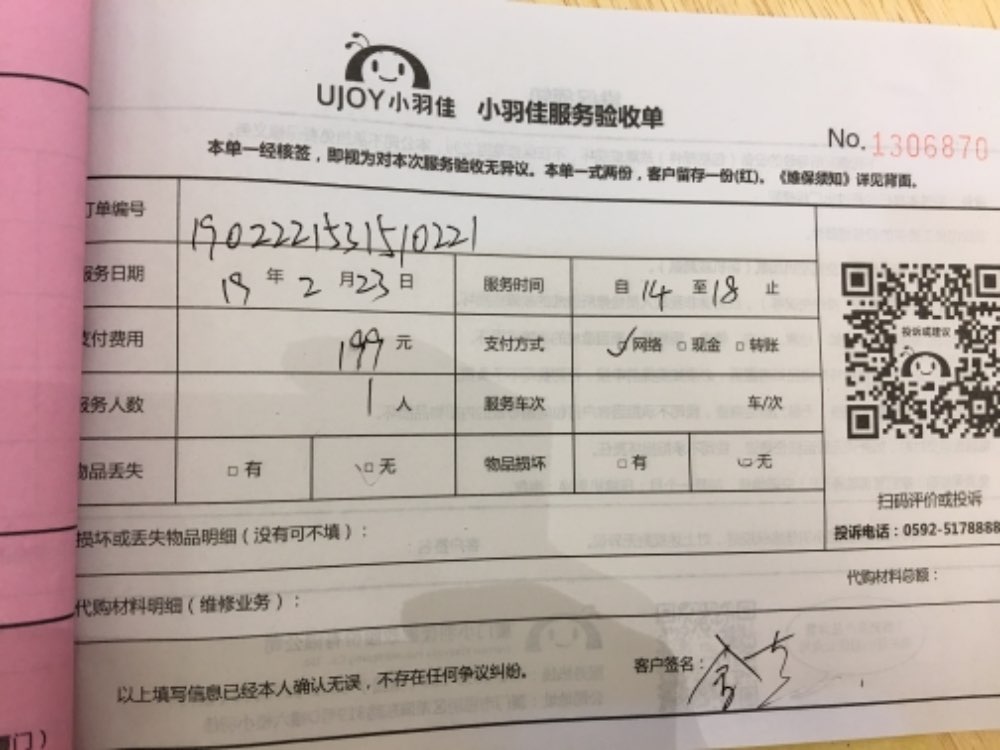 UJOY小羽佳 小羽佳服务验收单
No. 1306870
本单一经核签，即视为对本次服务验收无异议。本单一式两份，客户留存一份(红)。《维保须知》详见背面。
订单编号 1902221531510221
服务日期 19 年 2 月 23 日 服务时间 自 14 至 18 止
支付费用 199 元 支付方式 ✓网络 □现金 □转账
服务人数 1 人 服务车次 车/次
物品丢失 □有 ✓□无 物品损坏 □有 ✓□无
投诉或建议
扫码评价或投诉
投诉电话：0592-5178888
损坏或丢失物品明细（没有可不填）：
代购材料明细（维修业务）： 代购材料总额：
以上填写信息已经本人确认无误，不存在任何争议纠纷。 客户签名：
门）